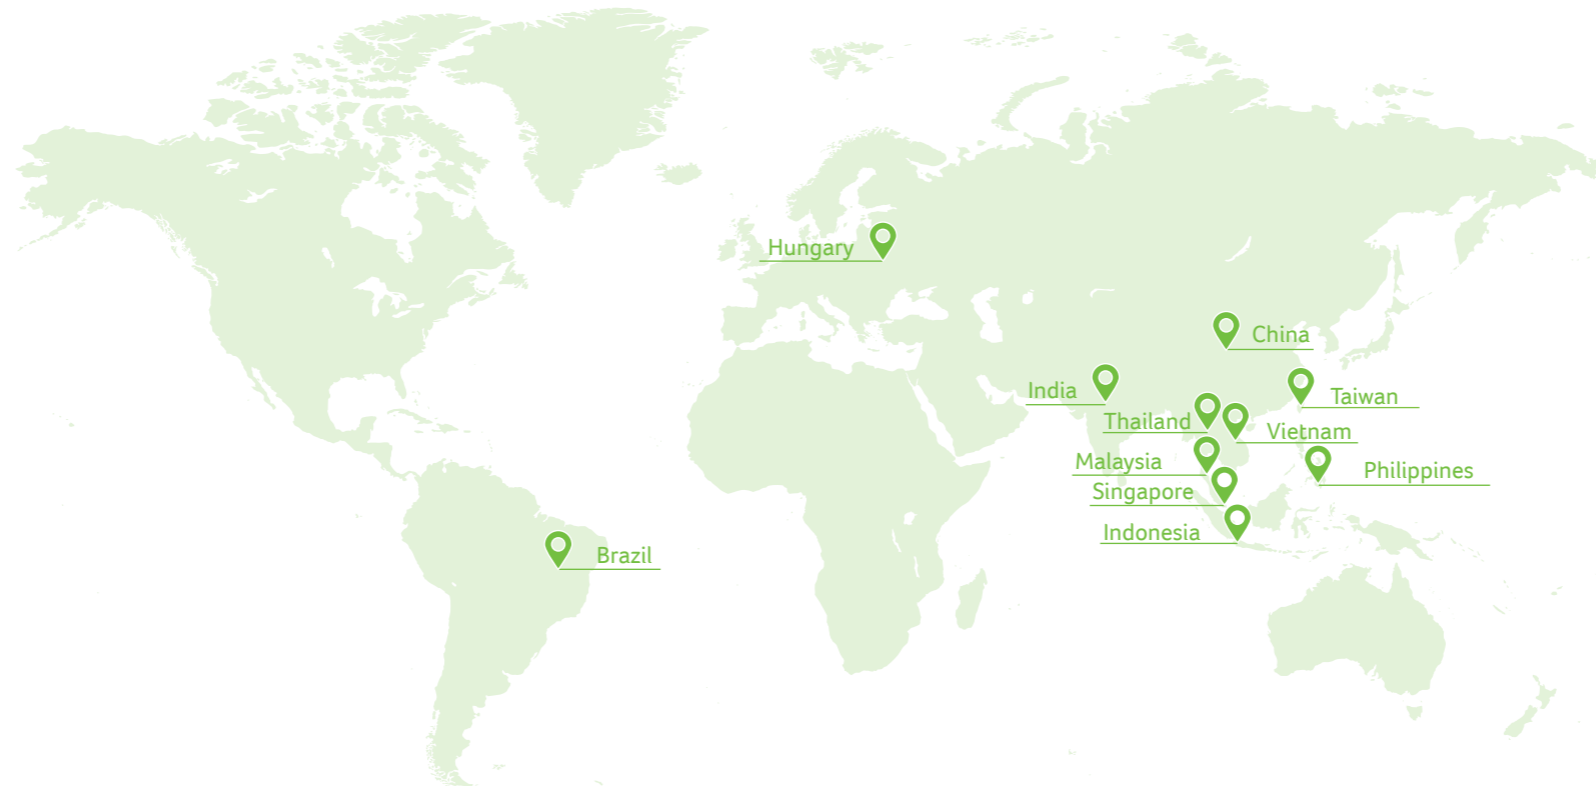 Hungary
China
India
Taiwan
Thailand
Vietnam
Malaysia
Philippines
Singapore
Indonesia
Brazil